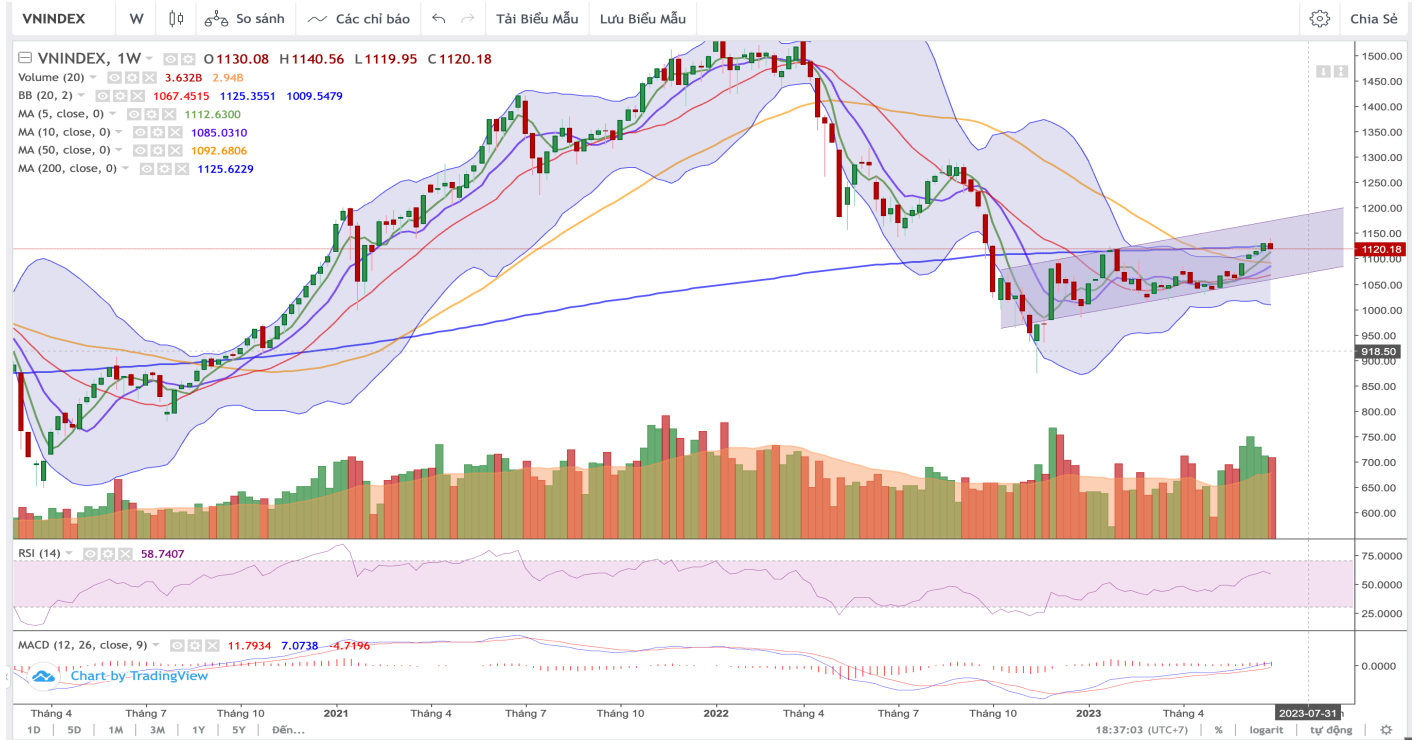 VNINDEX W So sánh Các chỉ báo Tải Biểu Mẫu Lưu Biểu Mẫu Chia Sẻ
VNINDEX, 1W O1130.08 H1140.56 L1119.95 C1120.18
Volume (20) 3.632B 2.94B
BB (20, 2) 1067.4515 1125.3551 1009.5479
MA (5, close, 0) 1112.6300
MA (10, close, 0) 1085.0310
MA (50, close, 0) 1092.6806
MA (200, close, 0) 1125.6229
1500.00
1450.00
1400.00
1350.00
1300.00
1250.00
1200.00
1150.00
1120.18
1100.00
1050.00
1000.00
950.00
918.50
900.00
850.00
800.00
750.00
700.00
650.00
600.00
RSI (14) 58.7407
75.0000
50.0000
25.0000
MACD (12, 26, close, 9) 11.7934 7.0738 -4.7196
0.0000
Chart by TradingView
Tháng 4 Tháng 7 Tháng 10 2021 Tháng 4 Tháng 7 Tháng 10 2022 Tháng 4 Tháng 7 Tháng 10 2023 Tháng 4 2023-07-31
1D 5D 1M 3M 1Y 5Y Đến... 18:37:03 (UTC+7) % logarit tự động